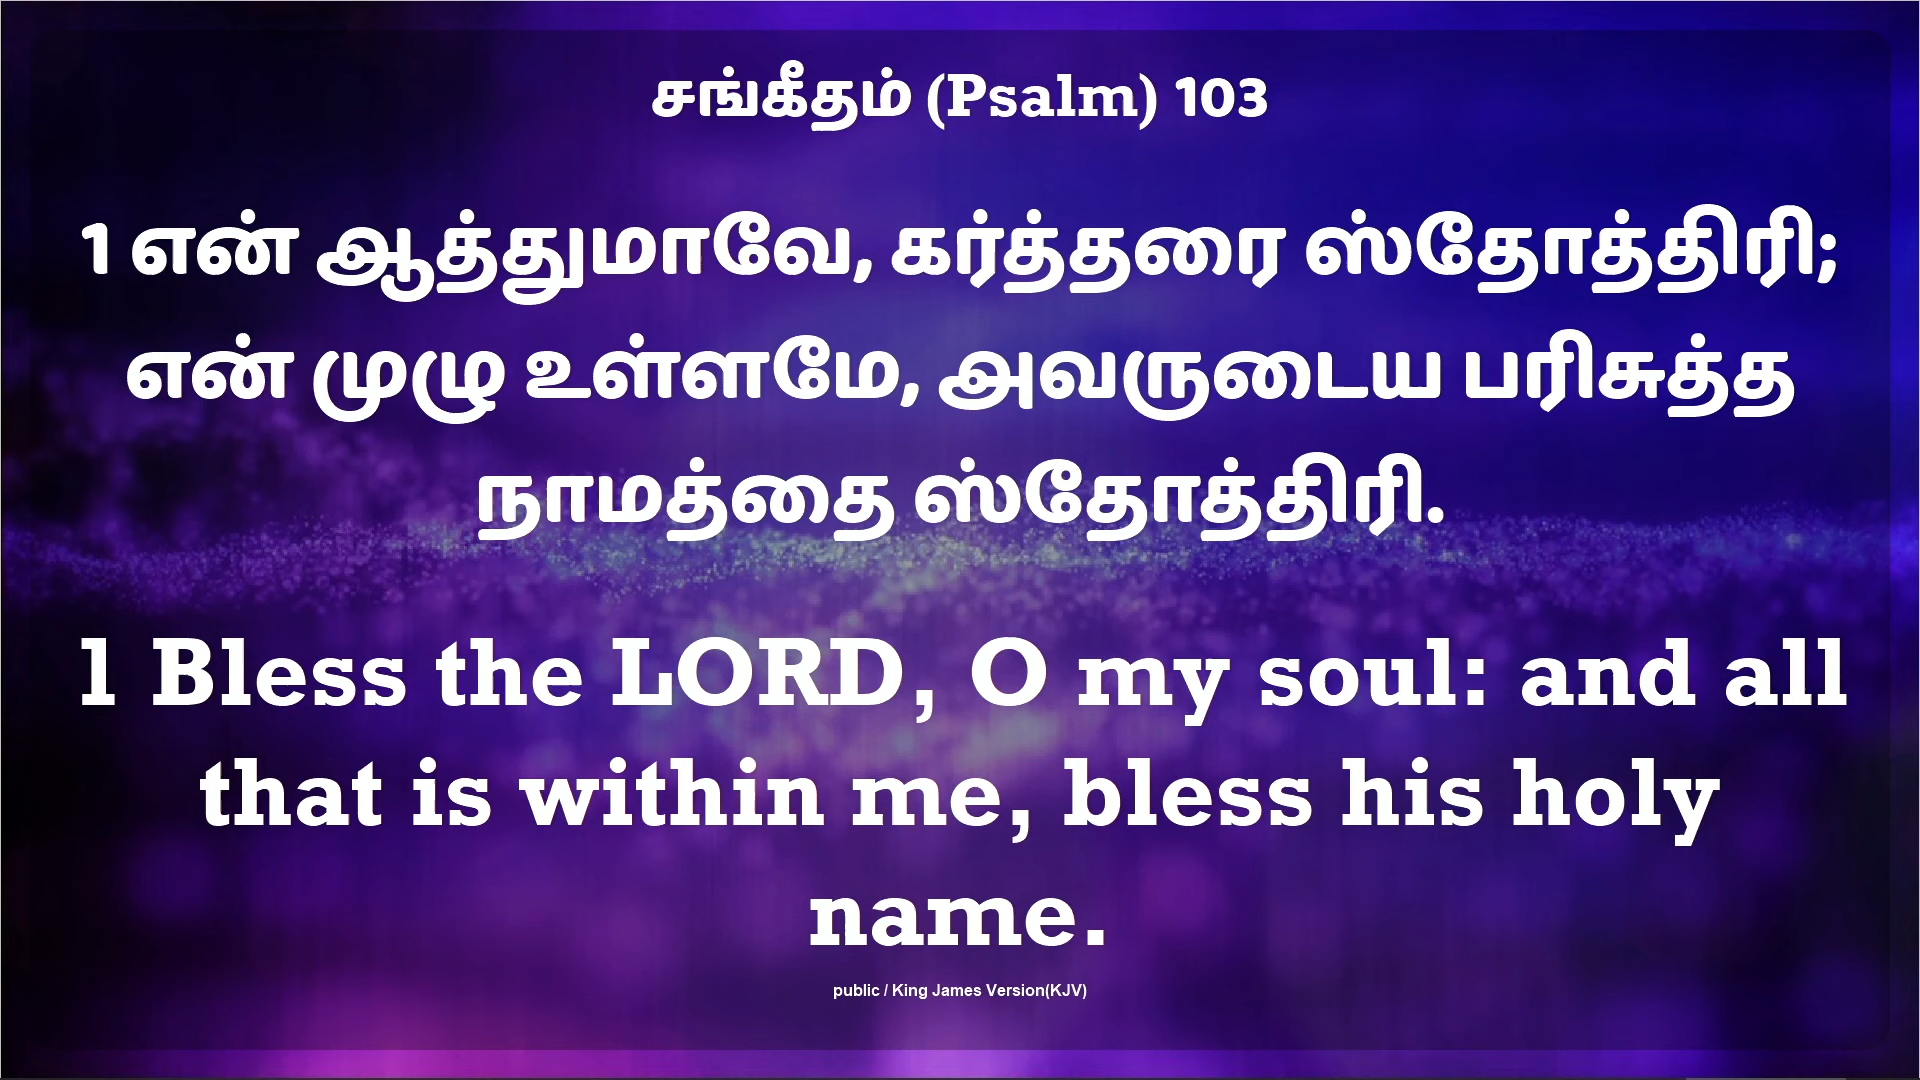 சங்கீதம் (Psalm) 103
1 என் ஆத்துமாவே, கர்த்தரை ஸ்தோத்திரி;
என் முழு உள்ளமே, அவருடைய பரிசுத்த
நாமத்தை ஸ்தோத்திரி.
1 Bless the LORD, O my soul: and all
that is within me, bless his holy
name.
public / King James Version(KJV)